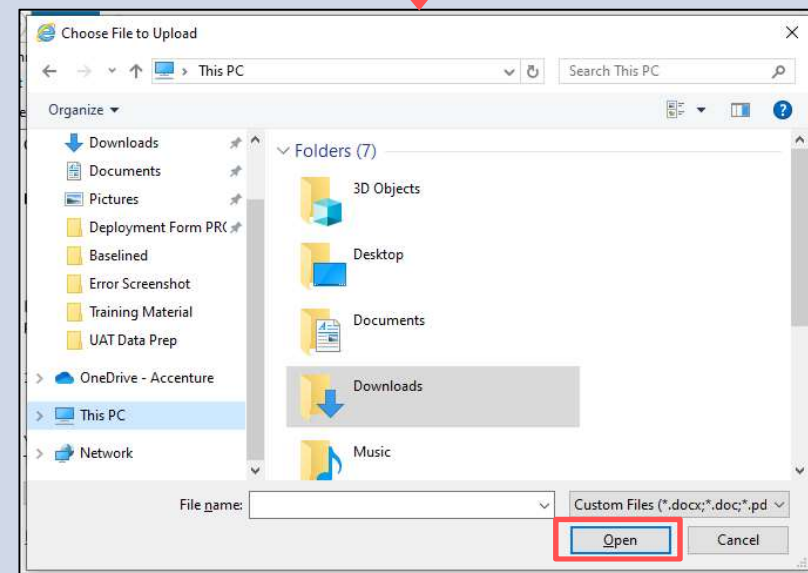 Choose File to Upload
This PC
Search This PC
Organize
Downloads
Documents
Pictures
Deployment Form PR(
Baselined
Error Screenshot
Training Material
UAT Data Prep
OneDrive - Accenture
This PC
Network
Folders (7)
3D Objects
Desktop
Documents
Downloads
Music
File name:
Custom Files (*.docx;*.doc;*.pd
Open
Cancel